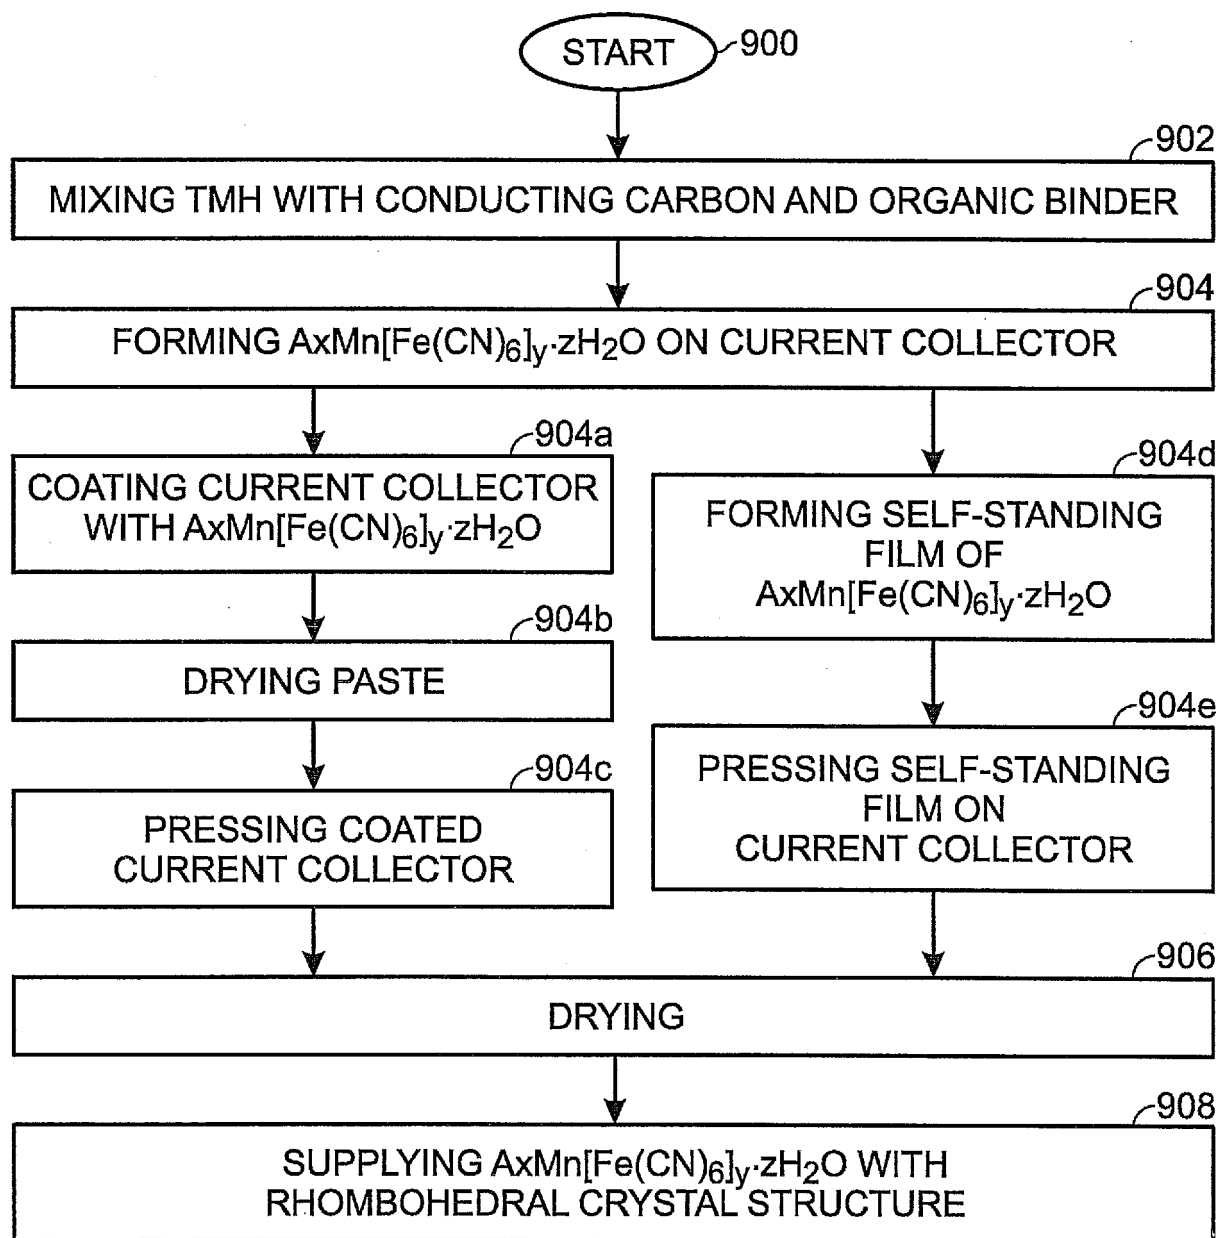 START
900
902
MIXING TMH WITH CONDUCTING CARBON AND ORGANIC BINDER
904
FORMING AxMn[Fe(CN)₆]y·zH₂O ON CURRENT COLLECTOR
904a
COATING CURRENT COLLECTOR
WITH AxMn[Fe(CN)₆]y·zH₂O
904b
DRYING PASTE
904c
PRESSING COATED
CURRENT COLLECTOR
904d
FORMING SELF-STANDING
FILM OF
AxMn[Fe(CN)₆]y·zH₂O
904e
PRESSING SELF-STANDING
FILM ON
CURRENT COLLECTOR
906
DRYING
908
SUPPLYING AxMn[Fe(CN)₆]y·zH₂O WITH
RHOMBOHEDRAL CRYSTAL STRUCTURE